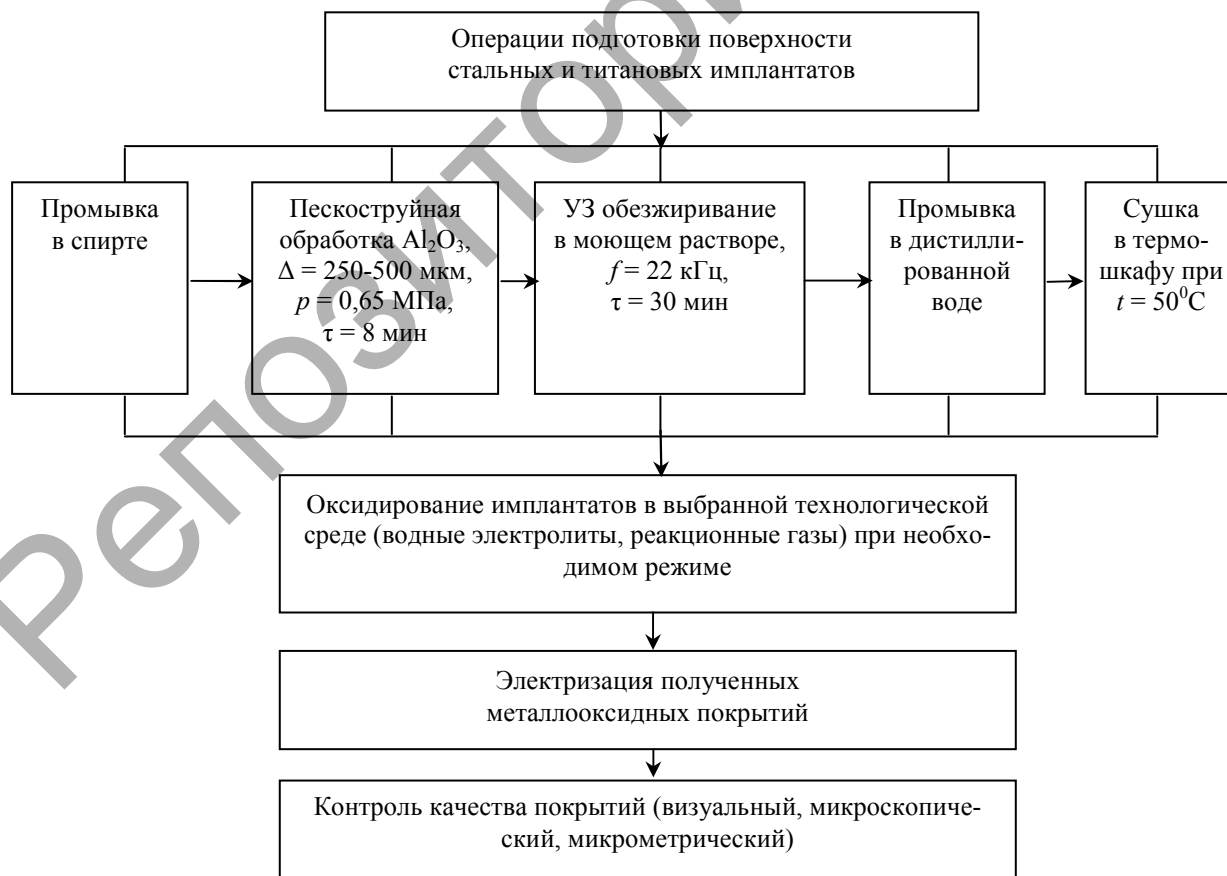 Операции подготовки поверхности
стальных и титановых имплантатов
Промывка
в спирте
Пескоструйная
обработка Al₂O₃,
Δ = 250-500 мкм,
p = 0,65 МПа,
τ = 8 мин
УЗ обезжиривание
в моющем растворе,
f = 22 кГц,
τ = 30 мин
Промывка
в дистилли-
рованной
воде
Сушка
в термо-
шкафу при
t = 50⁰С
Оксидирование имплантатов в выбранной технологической
среде (водные электролиты, реакционные газы) при необхо-
димом режиме
Электризация полученных
металлооксидных покрытий
Контроль качества покрытий (визуальный, микроскопиче-
ский, микрометрический)